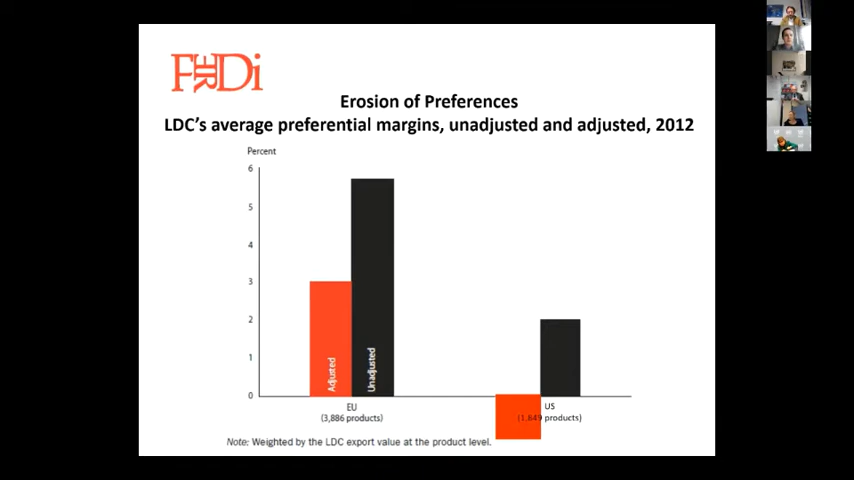 FERDi
Erosion of Preferences
LDC's average preferential margins, unadjusted and adjusted, 2012
Percent
6
5
4
3
2
1
0
Adjusted
Unadjusted
EU
(3,886 products)
US
(1,849 products)
Note: Weighted by the LDC export value at the product level.